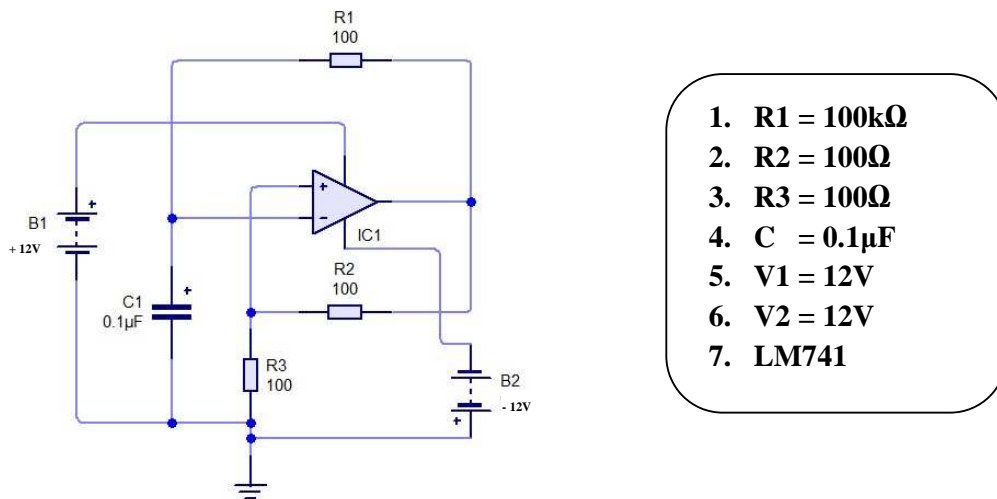 R1
100
+
B1
+ 12V
+
-
IC1
R2
100
+
C1
0.1µF
R3
100
B2
- 12V
+
1. R1 = 100kΩ
2. R2 = 100Ω
3. R3 = 100Ω
4. C = 0.1µF
5. V1 = 12V
6. V2 = 12V
7. LM741